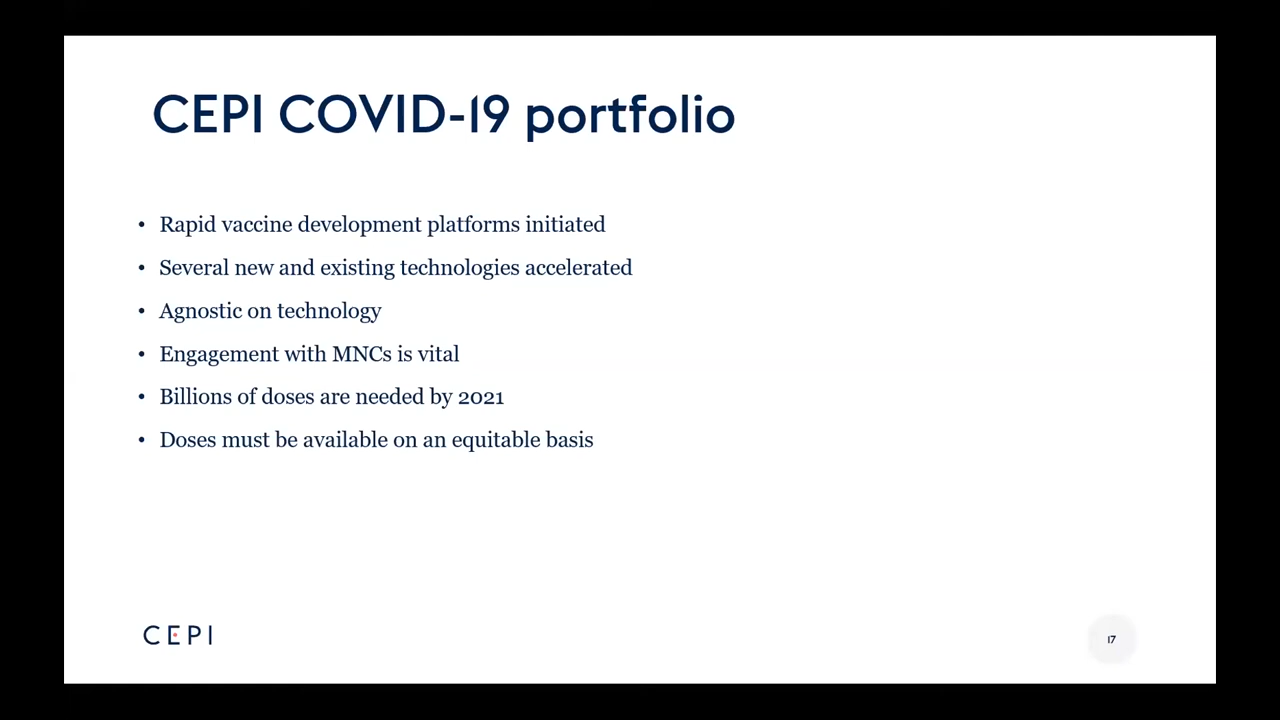 CEPI COVID-19 portfolio
• Rapid vaccine development platforms initiated
• Several new and existing technologies accelerated
• Agnostic on technology
• Engagement with MNCs is vital
• Billions of doses are needed by 2021
• Doses must be available on an equitable basis
CEPI
17